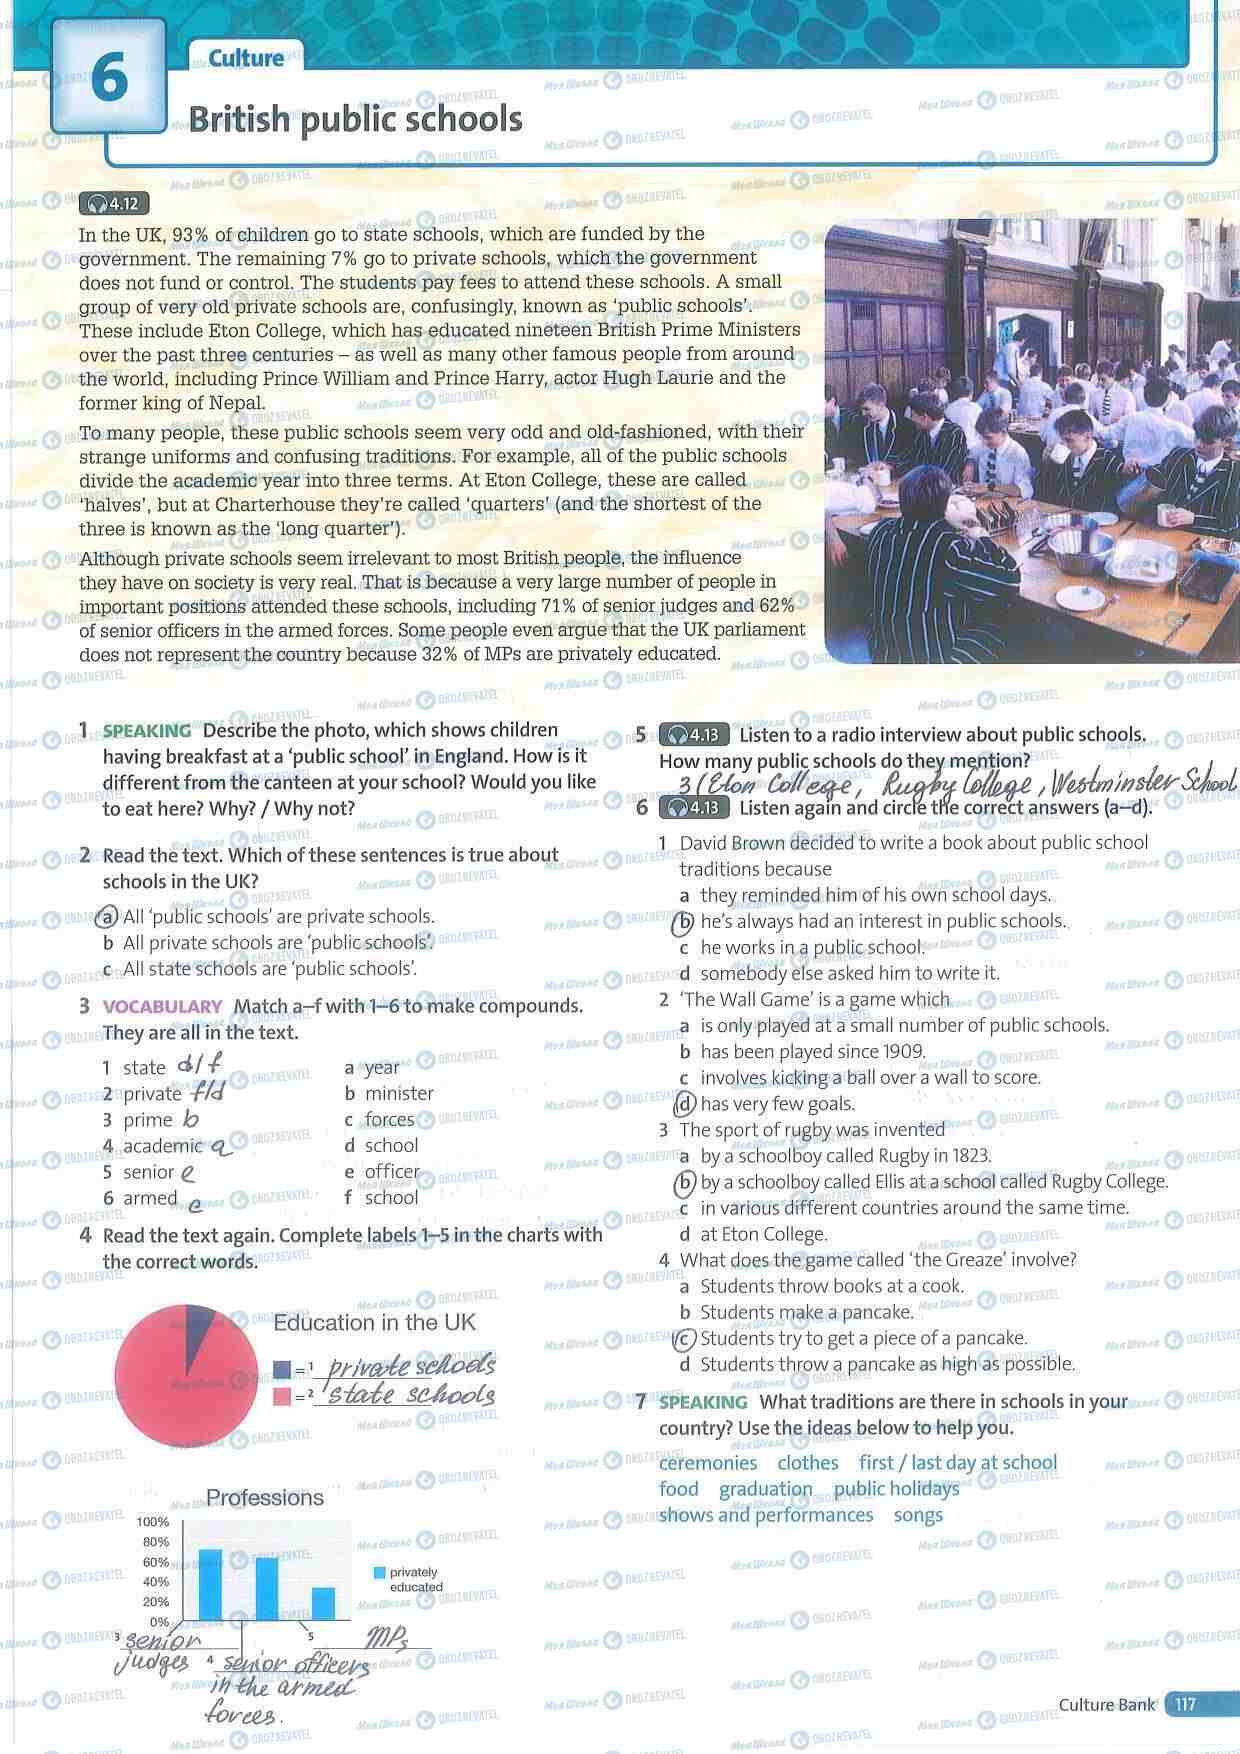 6
Culture
British public schools
4.12
In the UK, 93% of children go to state schools, which are funded by the
government. The remaining 7% go to private schools, which the government
does not fund or control. The students pay fees to attend these schools. A small
group of very old private schools are, confusingly, known as ‘public schools’.
These include Eton College, which has educated nineteen British Prime Ministers
over the past three centuries – as well as many other famous people from around
the world, including Prince William and Prince Harry, actor Hugh Laurie and the
former king of Nepal.
To many people, these public schools seem very odd and old-fashioned, with their
strange uniforms and confusing traditions. For example, all of the public schools
divide the academic year into three terms. At Eton College, these are called
‘halves’, but at Charterhouse they’re called ‘quarters’ (and the shortest of the
three is known as the ‘long quarter’).
Although private schools seem irrelevant to most British people, the influence
they have on society is very real. That is because a very large number of people in
important positions attended these schools, including 71% of senior judges and 62%
of senior officers in the armed forces. Some people even argue that the UK parliament
does not represent the country because 32% of MPs are privately educated.
1 SPEAKING Describe the photo, which shows children
having breakfast at a ‘public school’ in England. How is it
different from the canteen at your school? Would you like
to eat here? Why? / Why not?
2 Read the text. Which of these sentences is true about
schools in the UK?
a All ‘public schools’ are private schools.
b All private schools are ‘public schools’.
c All state schools are ‘public schools’.
3 VOCABULARY Match a–f with 1–6 to make compounds.
They are all in the text.
1 state d/f a year
2 private f/d b minister
3 prime b c forces
4 academic a d school
5 senior e e officer
6 armed c f school
4 Read the text again. Complete labels 1–5 in the charts with
the correct words.
Education in the UK
= 1 private schools
= 2 state schools
Professions
100%
80%
60%
40%
20%
0%
privately
educated
3 senior judges
4 senior officers in the armed forces.
5 MPs
5 4.13 Listen to a radio interview about public schools.
How many public schools do they mention?
3 (Eton College, Rugby College, Westminster School
6 4.13 Listen again and circle the correct answers (a–d).
1 David Brown decided to write a book about public school
traditions because
a they reminded him of his own school days.
b he’s always had an interest in public schools.
c he works in a public school.
d somebody else asked him to write it.
2 ‘The Wall Game’ is a game which
a is only played at a small number of public schools.
b has been played since 1909.
c involves kicking a ball over a wall to score.
d has very few goals.
3 The sport of rugby was invented
a by a schoolboy called Rugby in 1823.
b by a schoolboy called Ellis at a school called Rugby College.
c in various different countries around the same time.
d at Eton College.
4 What does the game called ‘the Greaze’ involve?
a Students throw books at a cook.
b Students make a pancake.
c Students try to get a piece of a pancake.
d Students throw a pancake as high as possible.
7 SPEAKING What traditions are there in schools in your
country? Use the ideas below to help you.
ceremonies clothes first / last day at school
food graduation public holidays
shows and performances songs
Culture Bank 117
Моя Школа OBOZREVATEL